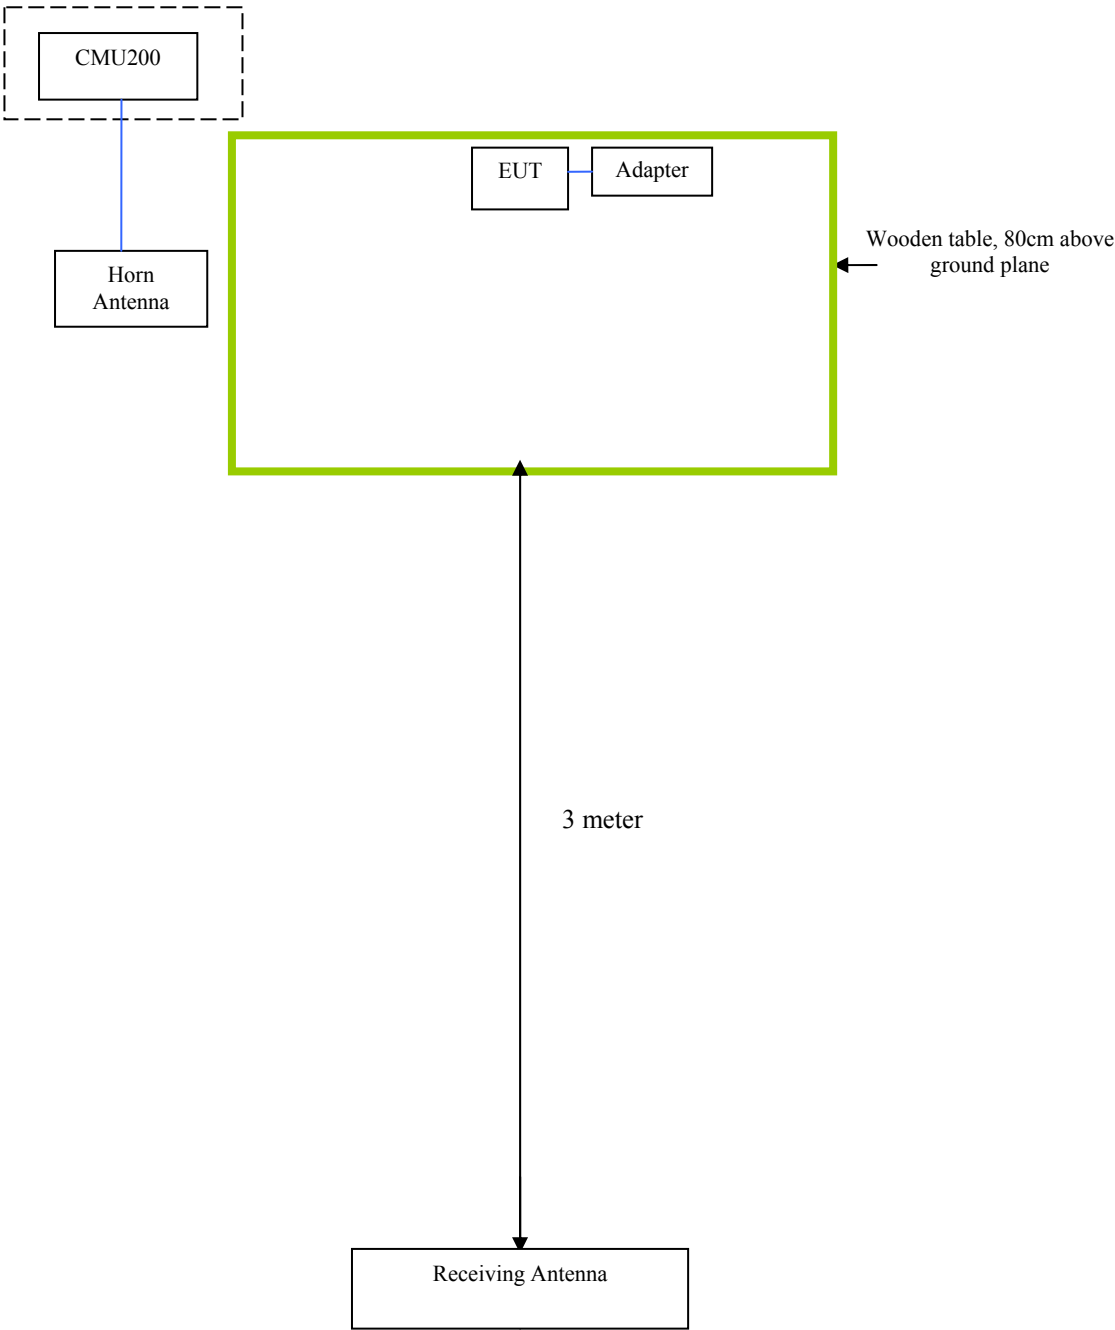 CMU200
EUT
Adapter
Wooden table, 80cm above
ground plane
Horn
Antenna
3 meter
Receiving Antenna